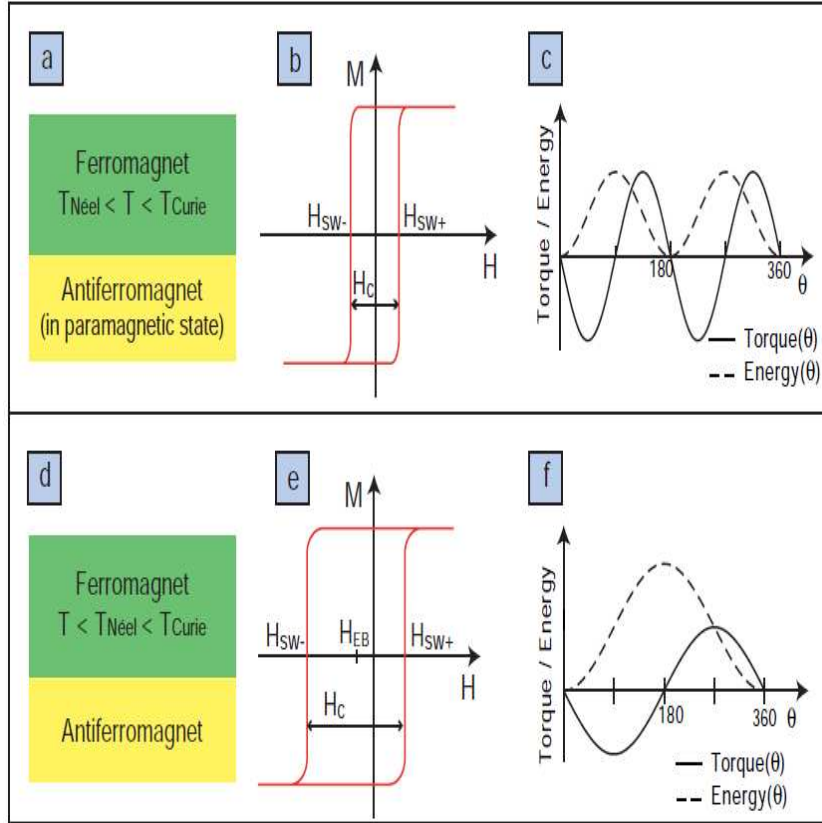 a
Ferromagnet
TNéel < T < TCurie
Antiferromagnet
(in paramagnetic state)
b
M
HSW-
HSW+
H
HC
c
Torque / Energy
180
360
θ
Torque(θ)
Energy(θ)
d
Ferromagnet
T < TNéel < TCurie
Antiferromagnet
e
M
HSW-
HEB
HSW+
H
HC
f
Torque / Energy
180
360
θ
Torque(θ)
Energy(θ)